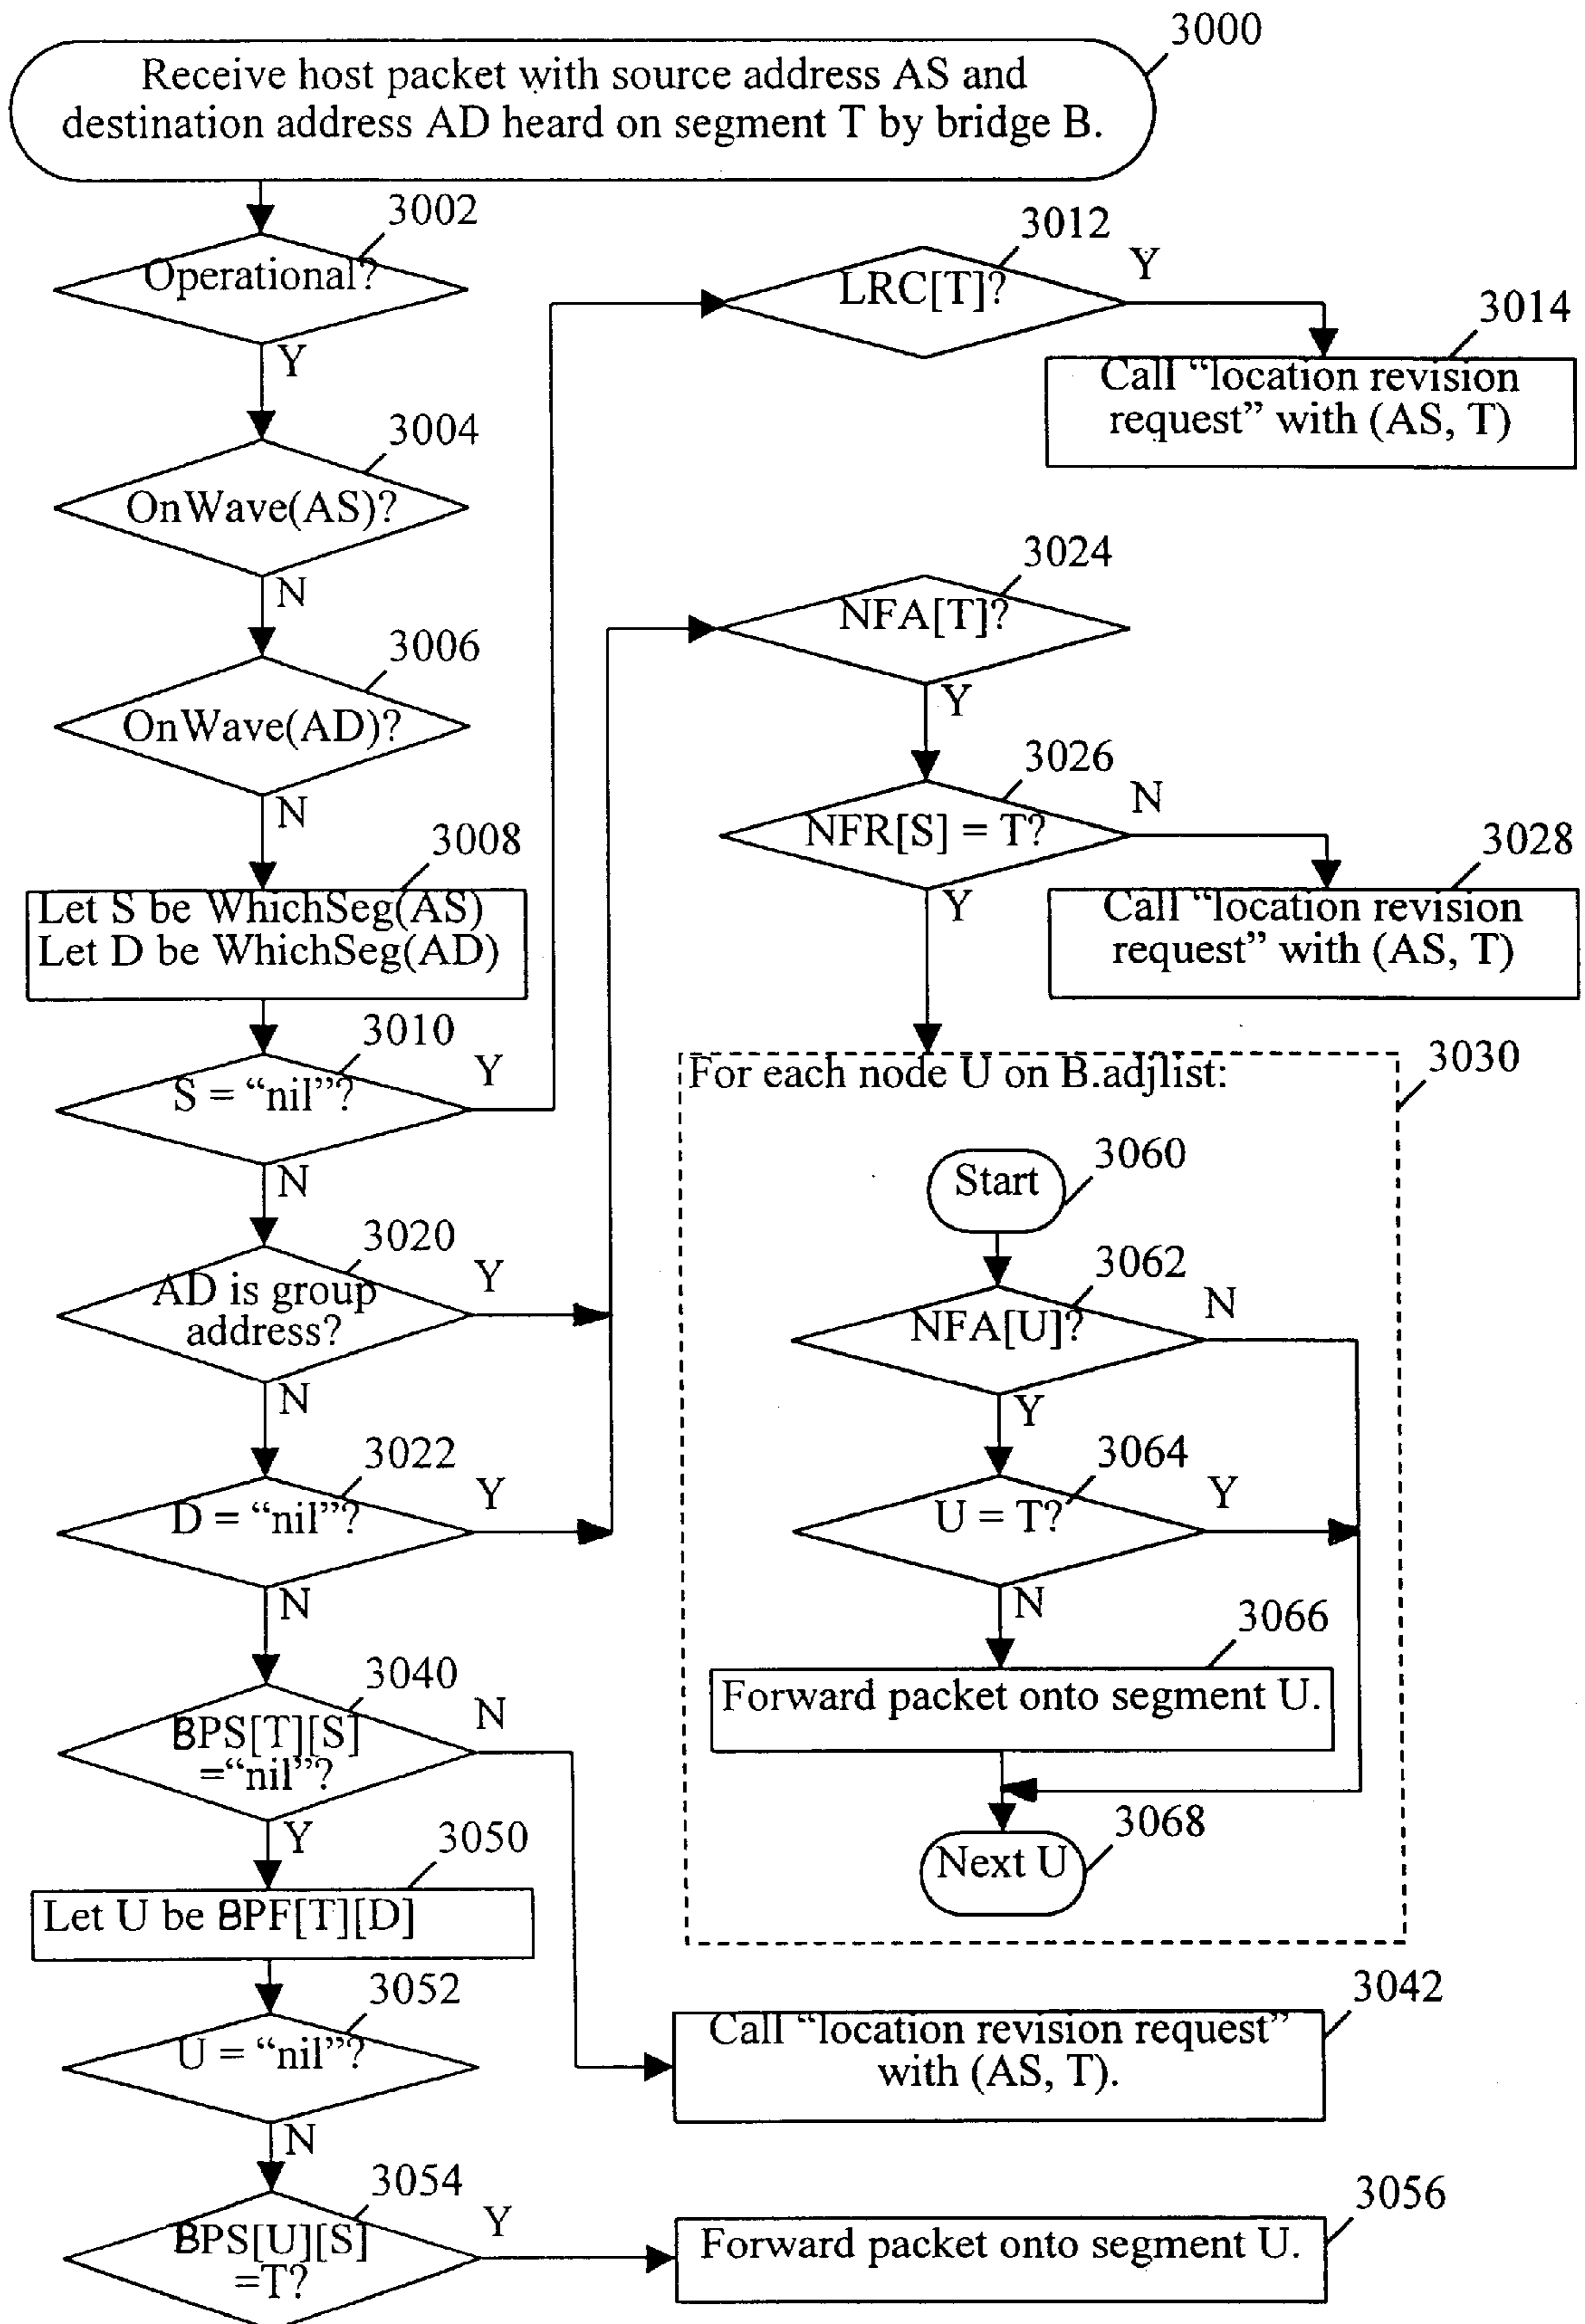 3000
Receive host packet with source address AS and
destination address AD heard on segment T by bridge B.
3002
Operational?
Y
3004
OnWave(AS)?
N
3006
OnWave(AD)?
N
3008
Let S be WhichSeg(AS)
Let D be WhichSeg(AD)
3010
S = “nil”?
Y
N
3020
AD is group
address?
Y
N
3022
D = “nil”?
Y
N
3040
BPS[T][S]
=“nil”?
N
Y
3050
Let U be BPF[T][D]
3052
U = “nil”?
N
3054
BPS[U][S]
=T?
Y
3012
LRC[T]?
Y
3014
Call “location revision
request” with (AS, T)
3024
NFA[T]?
Y
3026
NFR[S] = T?
N
Y
3028
Call “location revision
request” with (AS, T)
3030
For each node U on B.adjlist:
3060
Start
3062
NFA[U]?
N
Y
3064
U = T?
Y
N
3066
Forward packet onto segment U.
3068
Next U
3042
Call “location revision request”
with (AS, T).
3056
Forward packet onto segment U.